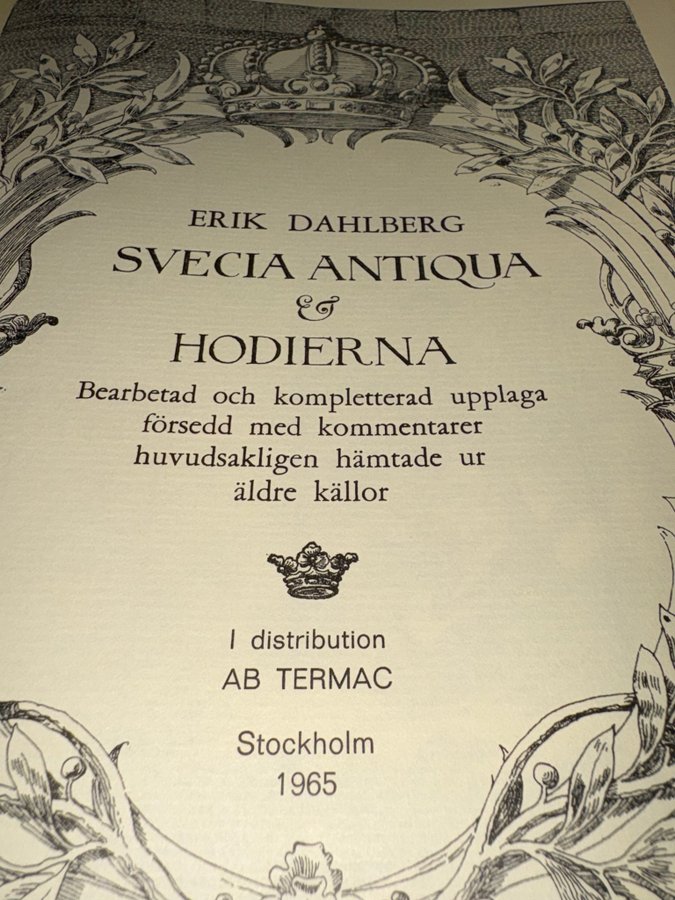 ERIK DAHLBERG
SVECIA ANTIQUA
&
HODIERNA
Bearbetad och kompletterad upplaga
försedd med kommentarer
huvudsakligen hämtade ur
äldre källor
I distribution
AB TERMAC
Stockholm
1965